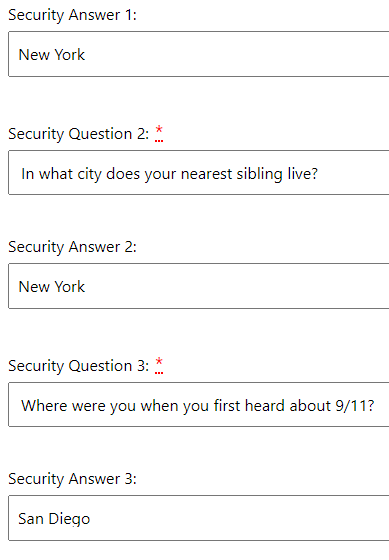 Security Answer 1:
New York
Security Question 2: *
In what city does your nearest sibling live?
Security Answer 2:
New York
Security Question 3: *
Where were you when you first heard about 9/11?
Security Answer 3:
San Diego